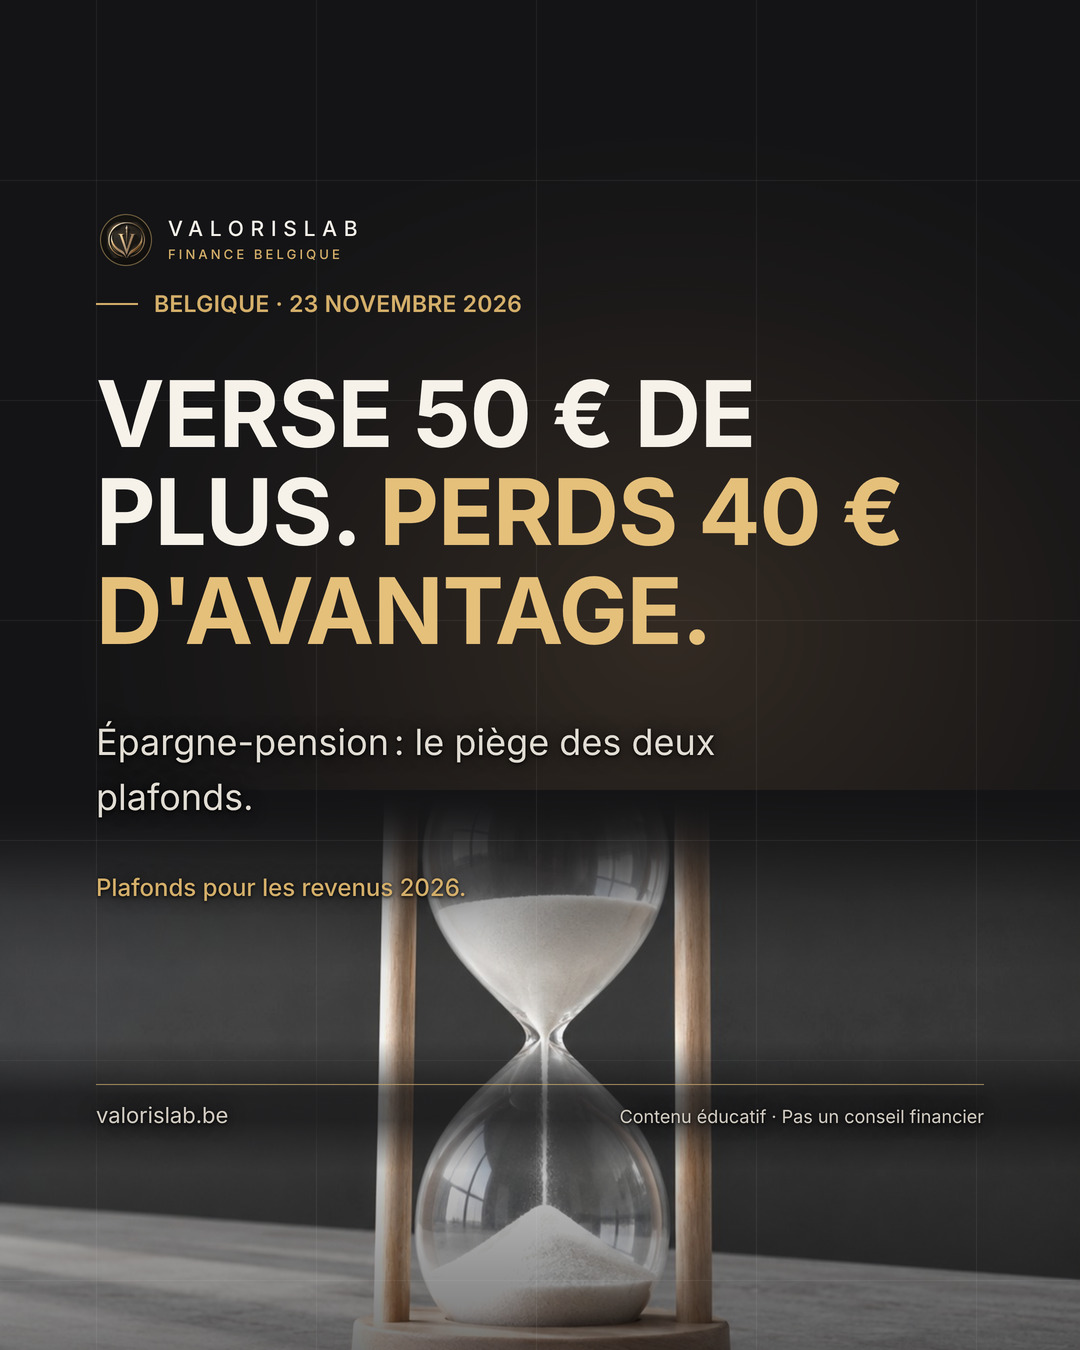 VALORISLAB
FINANCE BELGIQUE
BELGIQUE · 23 NOVEMBRE 2026
VERSE 50 € DE
PLUS. PERDS 40 €
D'AVANTAGE.
Épargne-pension : le piège des deux
plafonds.
Plafonds pour les revenus 2026.
valorislab.be
Contenu éducatif · Pas un conseil financier